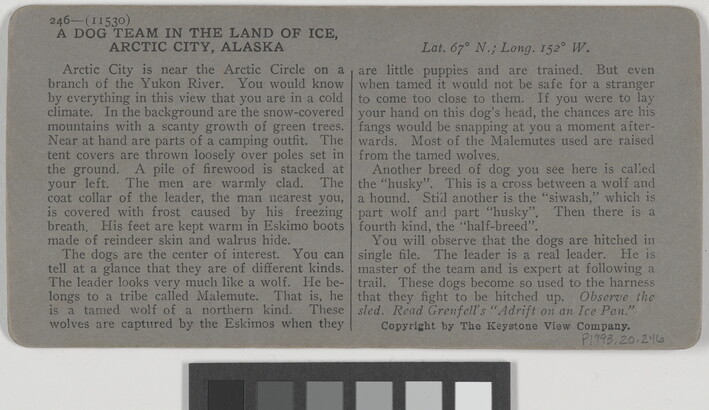 246—(11530)
A DOG TEAM IN THE LAND OF ICE,
ARCTIC CITY, ALASKA
Arctic City is near the Arctic Circle on a
branch of the Yukon River. You would know
by everything in this view that you are in a cold
climate. In the background are the snow-covered
mountains with a scanty growth of green trees.
Near at hand are parts of a camping outfit. The
tent covers are thrown loosely over poles set in
the ground. A pile of firewood is stacked at
your left. The men are warmly clad. The
coat collar of the leader, the man nearest you,
is covered with frost caused by his freezing
breath. His feet are kept warm in Eskimo boots
made of reindeer skin and walrus hide.
The dogs are the center of interest. You can
tell at a glance that they are of different kinds.
The leader looks very much like a wolf. He be-
longs to a tribe called Malemute. That is, he
is a tamed wolf of a northern kind. These
wolves are captured by the Eskimos when they
Lat. 67° N.; Long. 152° W.
are little puppies and are trained. But even
when tamed it would not be safe for a stranger
to come too close to them. If you were to lay
your hand on this dog's head, the chances are his
fangs would be snapping at you a moment after-
wards. Most of the Malemutes used are raised
from the tamed wolves.
Another breed of dog you see here is called
the "husky". This is a cross between a wolf and
a hound. Still another is the "siwash," which is
part wolf and part "husky". Then there is a
fourth kind, the "half-breed".
You will observe that the dogs are hitched in
single file. The leader is a real leader. He is
master of the team and is expert at following a
trail. These dogs become so used to the harness
that they fight to be hitched up. Observe the
sled. Read Grenfell's "Adrift on an Ice Pan."
Copyright by The Keystone View Company.
P1993.20.246